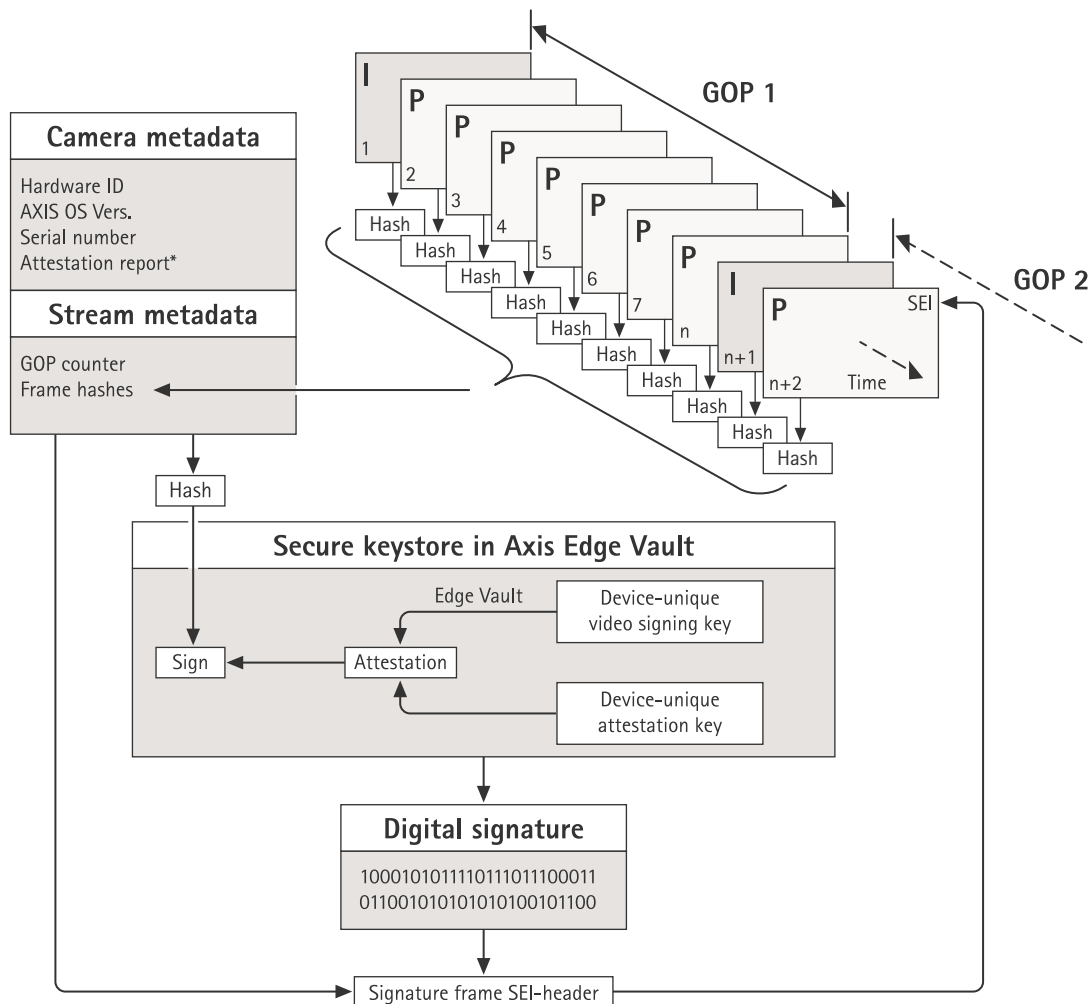 GOP 1
GOP 2
I
1
P
2
P
3
P
4
P
5
P
6
P
7
P
n
I
n+1
P
SEI
n+2
Time
Hash
Hash
Hash
Hash
Hash
Hash
Hash
Hash
Hash
Hash
Camera metadata
Hardware ID
AXIS OS Vers.
Serial number
Attestation report*
Stream metadata
GOP counter
Frame hashes
Hash
Secure keystore in Axis Edge Vault
Edge Vault
Device-unique
video signing key
Sign
Attestation
Device-unique
attestation key
Digital signature
1000101011110111011100011
0110010101010101001011​00
Signature frame SEI-header